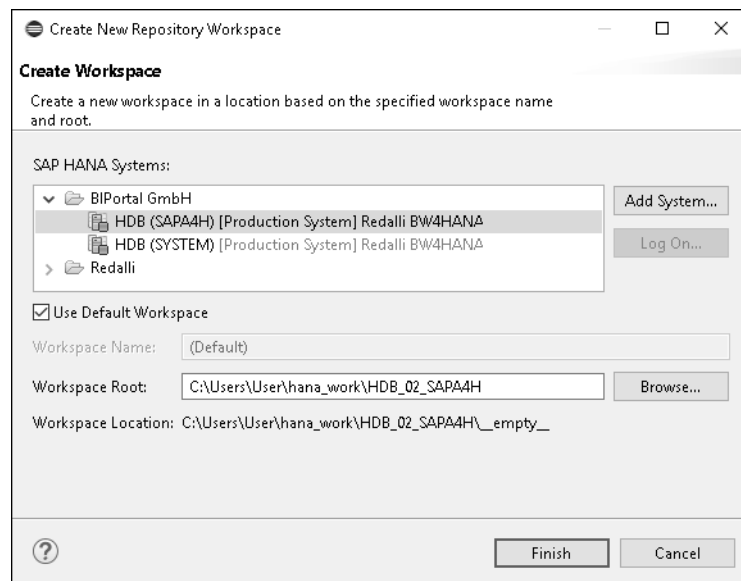 Create New Repository Workspace
Create Workspace
Create a new workspace in a location based on the specified workspace name
and root.
SAP HANA Systems:
BIPortal GmbH
Add System...
HDB (SAPA4H) [Production System] Redalli BW4HANA
HDB (SYSTEM) [Production System] Redalli BW4HANA
Log On...
Redalli
Use Default Workspace
Workspace Name: (Default)
Workspace Root: C:\Users\User\hana_work\HDB_02_SAPA4H Browse...
Workspace Location: C:\Users\User\hana_work\HDB_02_SAPA4H\__empty__
? Finish Cancel